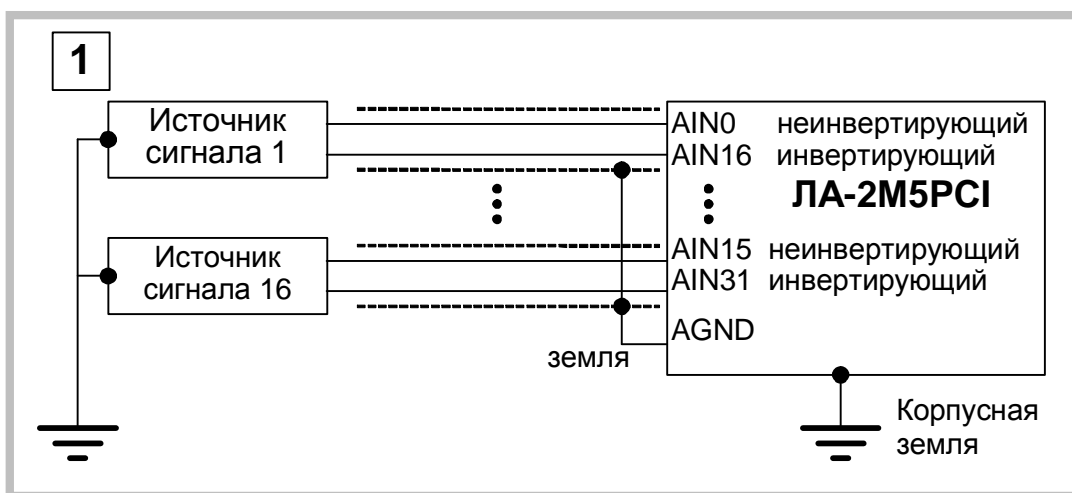 1
Источник
сигнала 1
AIN0 неинвертирующий
AIN16 инвертирующий
ЛА-2М5PCI
Источник
сигнала 16
AIN15 неинвертирующий
AIN31 инвертирующий
AGND
земля
Корпусная
земля